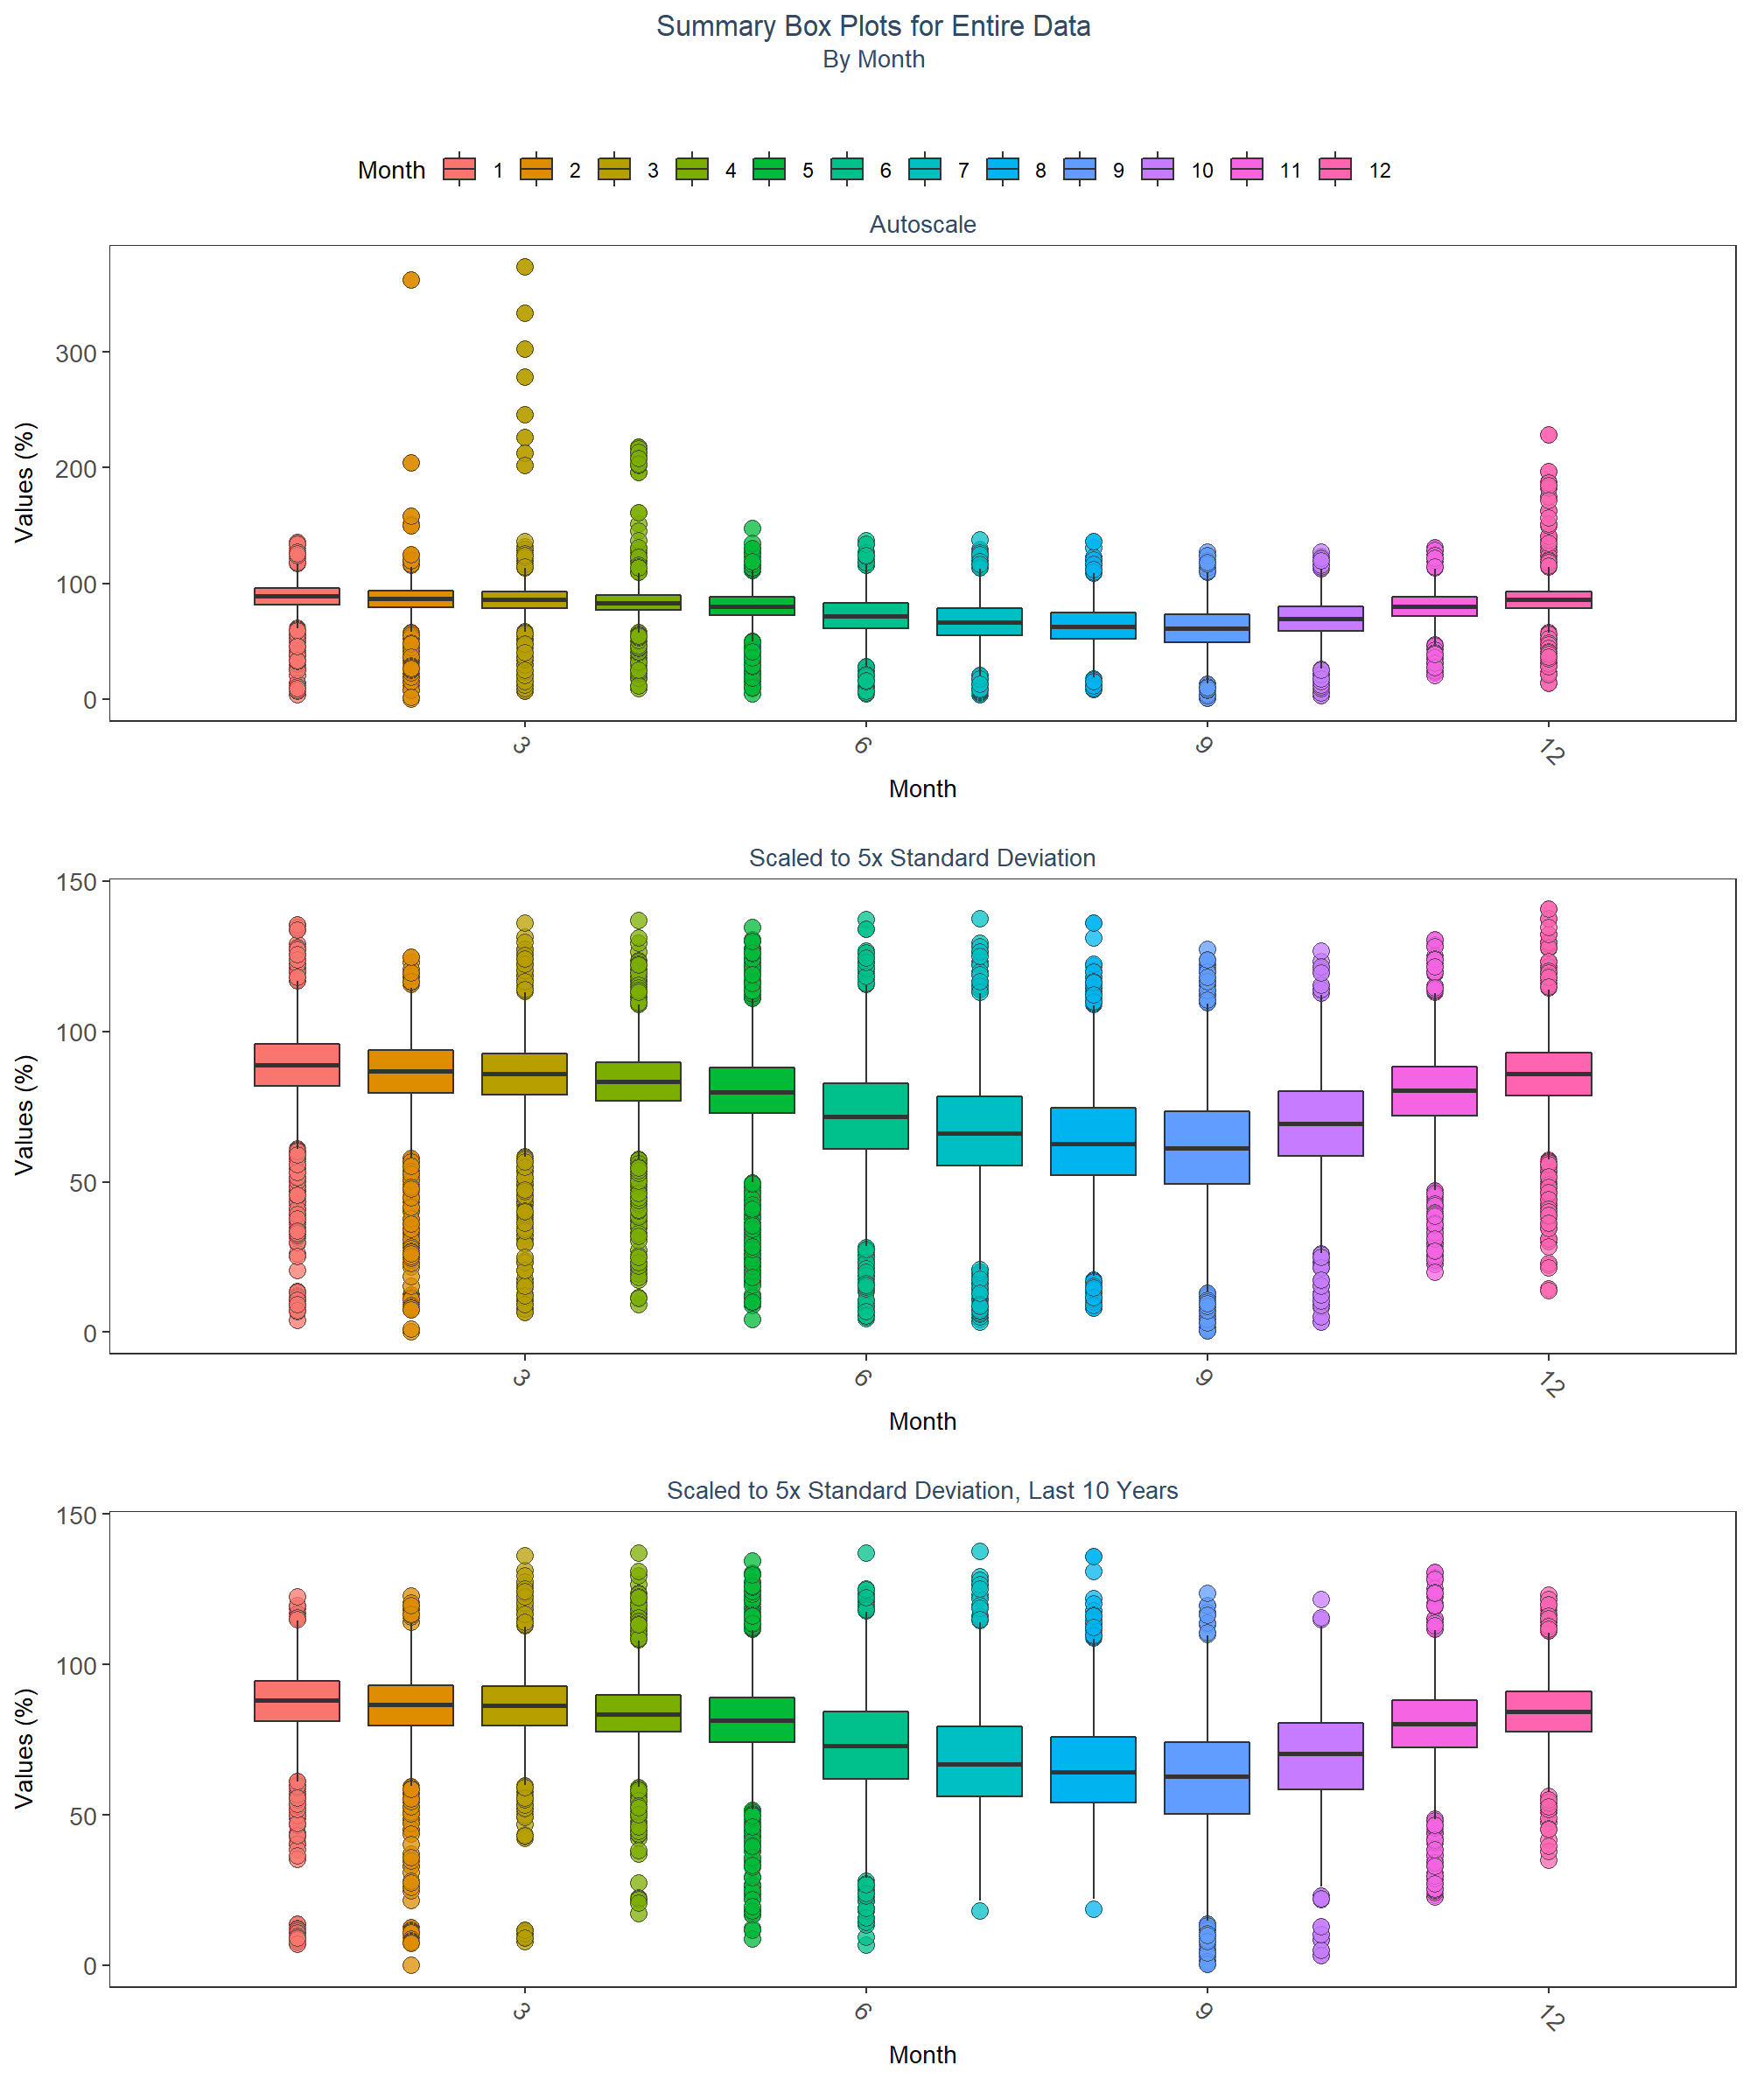 Summary Box Plots for Entire Data
By Month
Month 1 2 3 4 5 6 7 8 9 10 11 12
Autoscale
Values (%)
300
200
100
0
3 6 9 12
Month
Scaled to 5x Standard Deviation
Values (%)
150
100
50
0
3 6 9 12
Month
Scaled to 5x Standard Deviation, Last 10 Years
Values (%)
150
100
50
0
3 6 9 12
Month